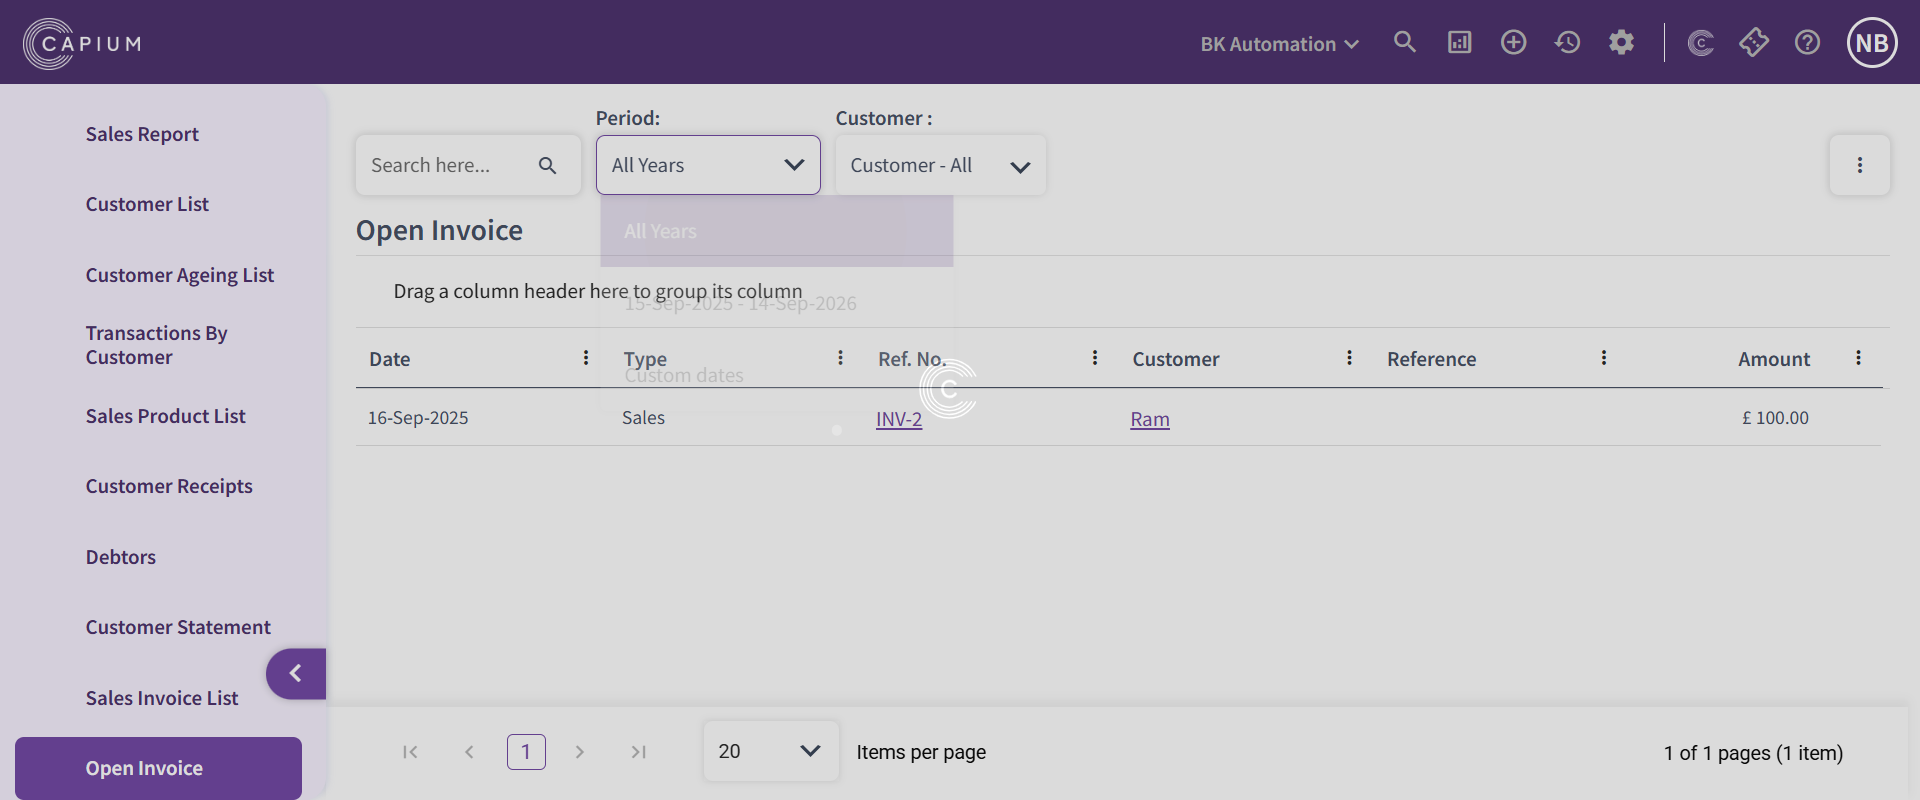 CAPIUM
BK Automation
NB
Sales Report
Customer List
Customer Ageing List
Transactions By
Customer
Sales Product List
Customer Receipts
Debtors
Customer Statement
Sales Invoice List
Open Invoice
Period:
Customer :
Search here...
All Years
Customer - All
Open Invoice
All Years
Drag a column header here to group its column
15-Sep-2025 - 14-Sep-2026
Custom dates
Date Type Ref. No. Customer Reference Amount
16-Sep-2025 Sales INV-2 Ram £ 100.00
1 20 Items per page 1 of 1 pages (1 item)